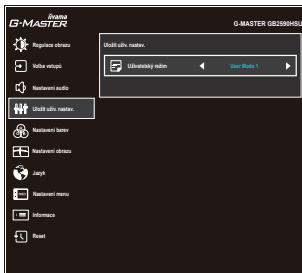 iiyama
G-MASTER
G-MASTER GB2590HSU
Regulace obrazu
Volba vstupů
Nastavení audio
Uložit uživ. nastav.
Nastavení barev
Nastavení obrazu
Jazyk
Nastavení menu
Informace
Reset
Uložit uživ. nastav.
Uživatelský režim
User Mode 1